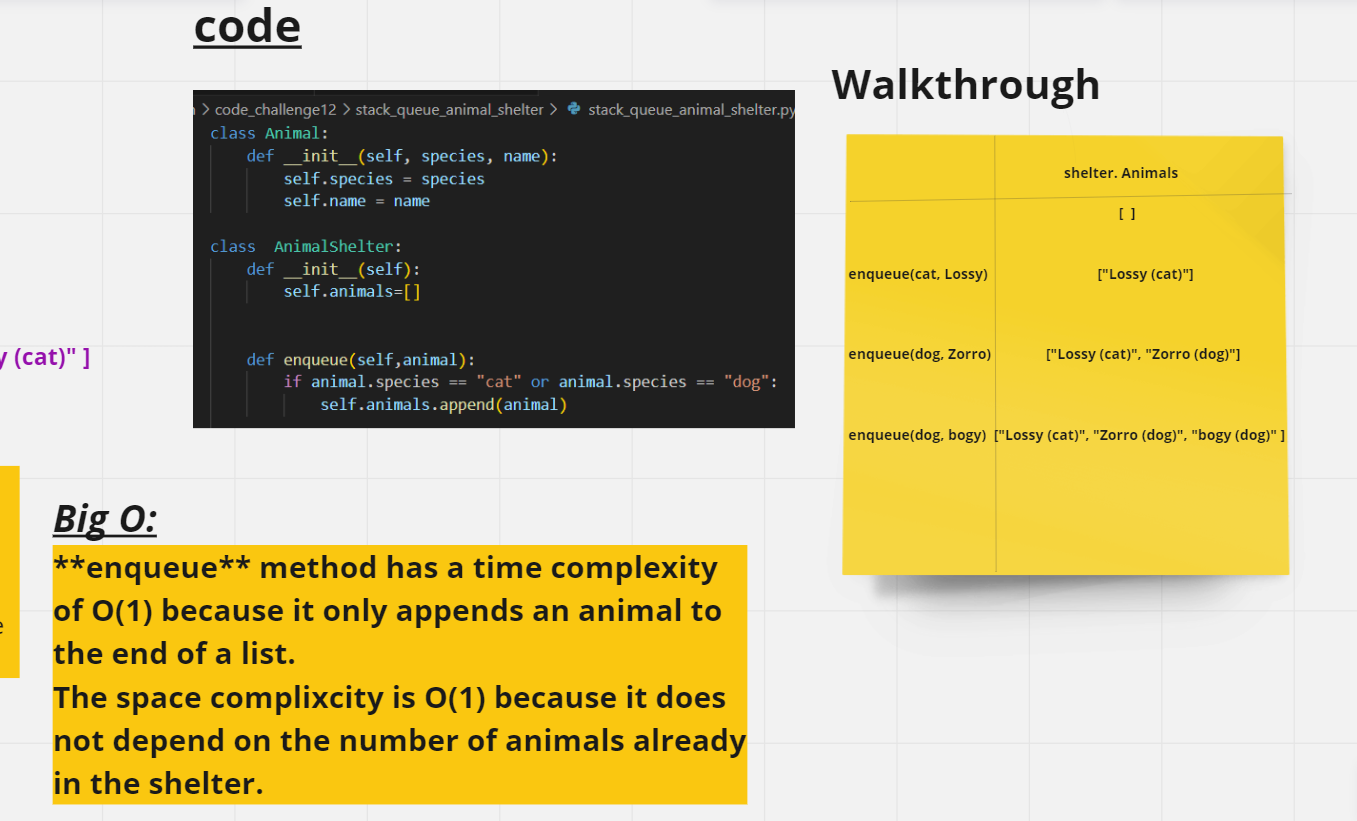 code
> code_challenge12 > stack_queue_animal_shelter > stack_queue_animal_shelter.py
class Animal:
def __init__(self, species, name):
self.species = species
self.name = name
class AnimalShelter:
def __init__(self):
self.animals=[]
def enqueue(self,animal):
if animal.species == "cat" or animal.species == "dog":
self.animals.append(animal)
Walkthrough
shelter. Animals
[ ]
enqueue(cat, Lossy) ["Lossy (cat)"]
enqueue(dog, Zorro) ["Lossy (cat)", "Zorro (dog)"]
enqueue(dog, bogy) ["Lossy (cat)", "Zorro (dog)", "bogy (dog)" ]
y (cat)" ]
Big O:
**enqueue** method has a time complexity
of O(1) because it only appends an animal to
the end of a list.
The space complixcity is O(1) because it does
not depend on the number of animals already
in the shelter.